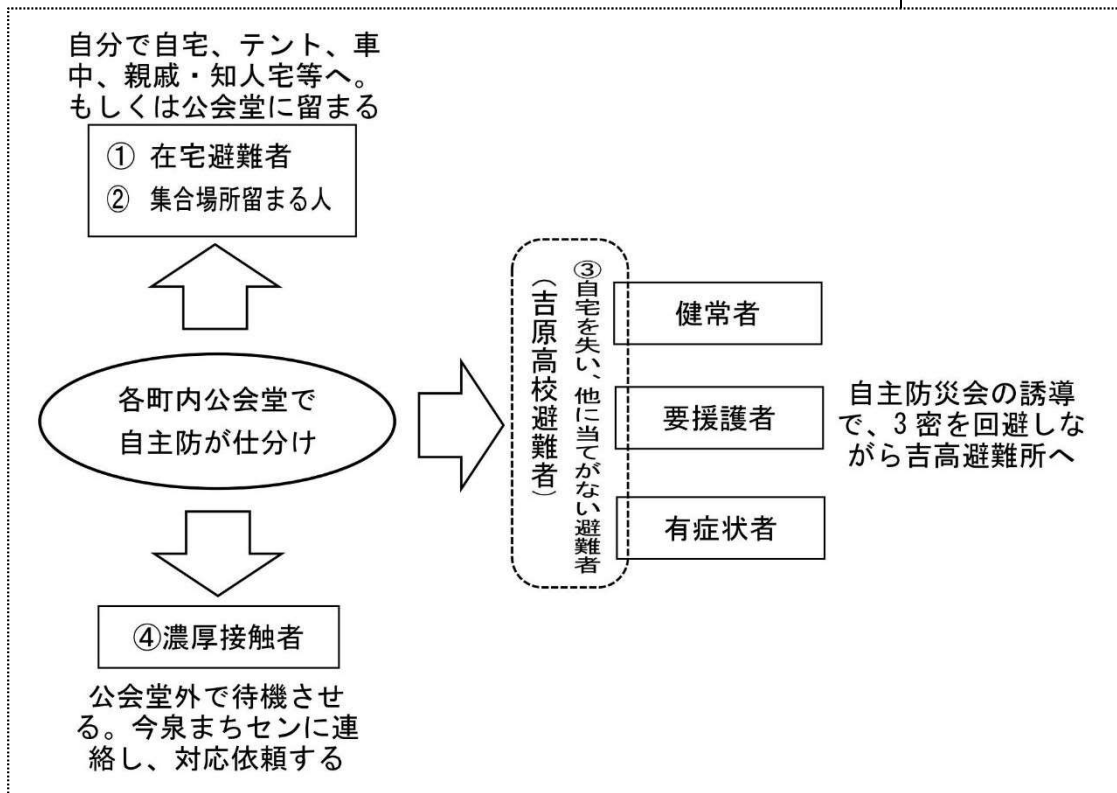 自分で自宅、テント、車
中、親戚・知人宅等へ。
もしくは公会堂に留まる
① 在宅避難者
② 集合場所留まる人
各町内公会堂で
自主防が仕分け
③自宅を失い、他に当てがない避難者
(吉原高校避難者)
健常者
要援護者
有症状者
自主防災会の誘導
で、3密を回避しな
がら吉高避難所へ
④濃厚接触者
公会堂外で待機させ
る。今泉まちセンに連
絡し、対応依頼する